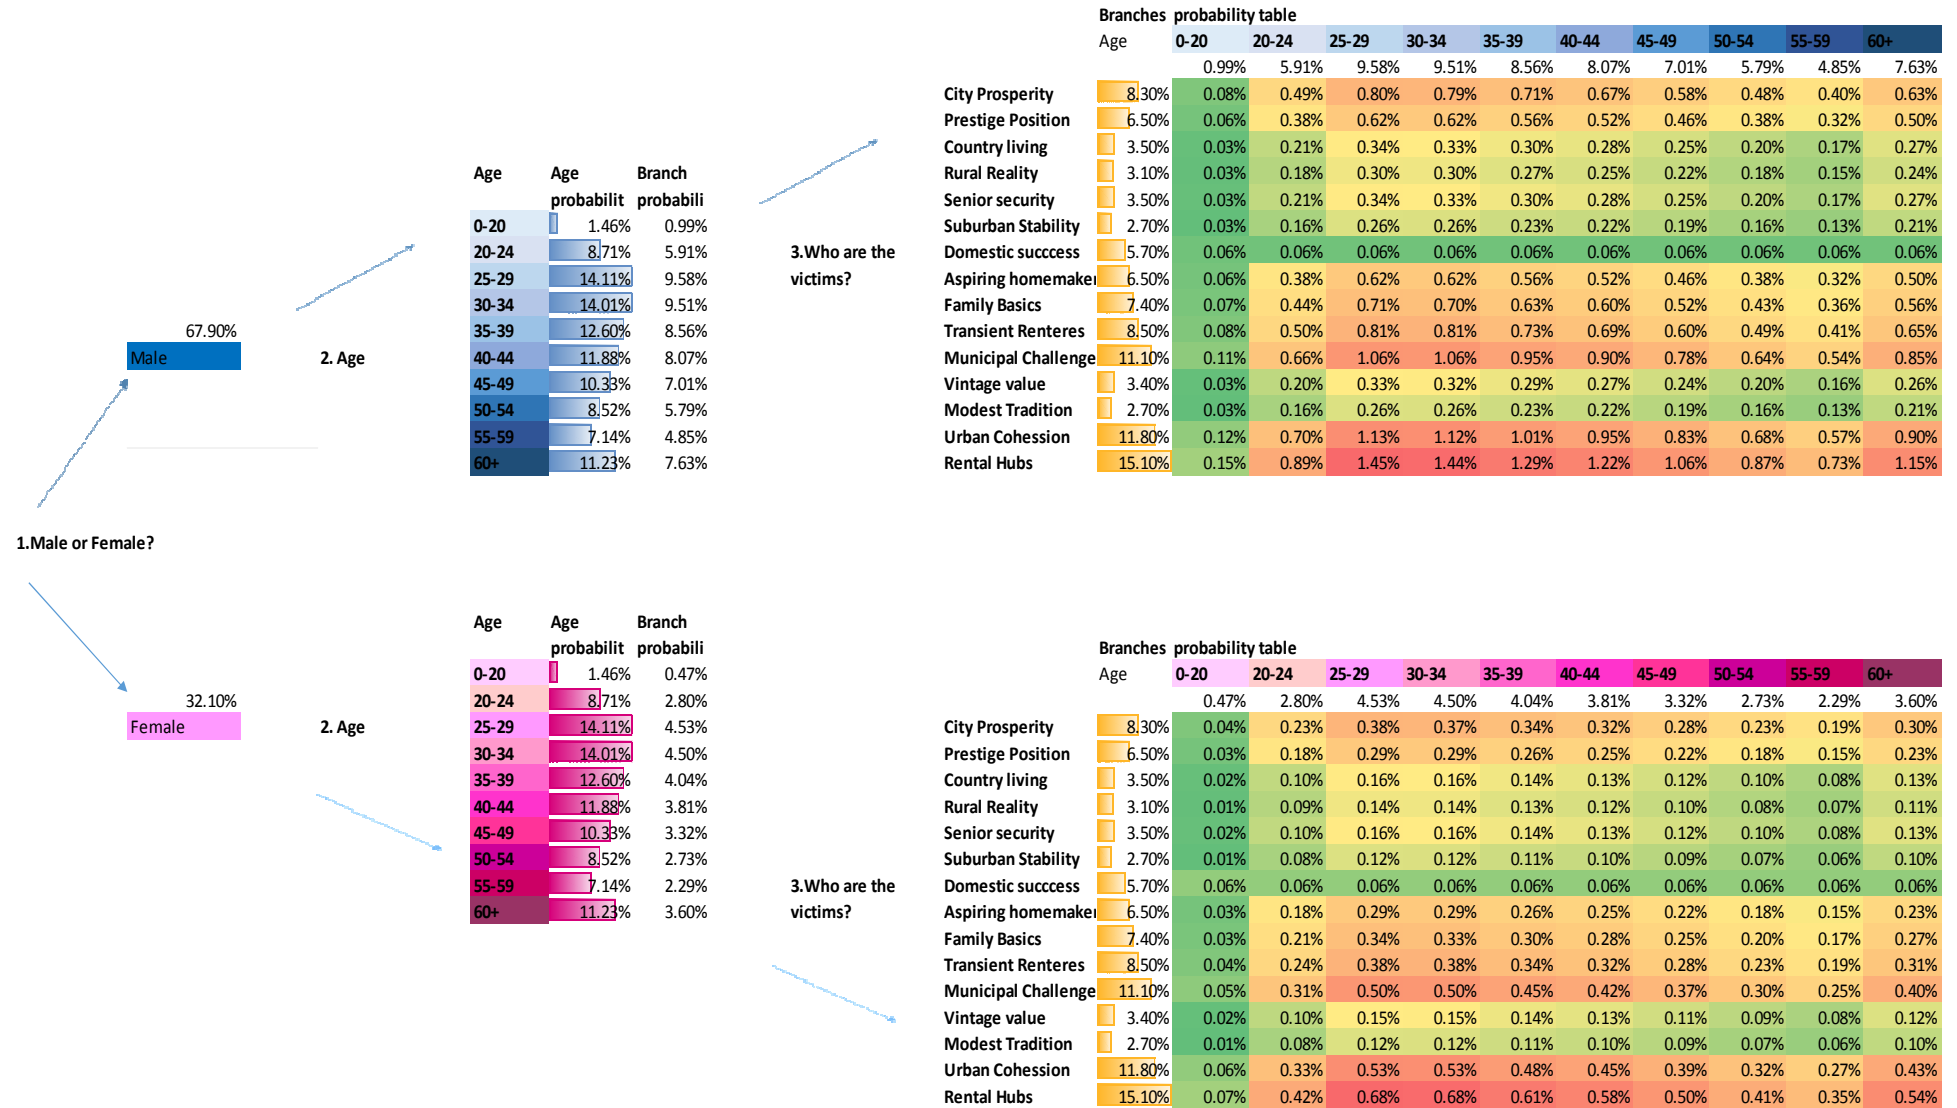 Branches probability table
Age 0-20 20-24 25-29 30-34 35-39 40-44 45-49 50-54 55-59 60+
0.99% 5.91% 9.58% 9.51% 8.56% 8.07% 7.01% 5.79% 4.85% 7.63%
City Prosperity 8.30% 0.08% 0.49% 0.80% 0.79% 0.71% 0.67% 0.58% 0.48% 0.40% 0.63%
Prestige Position 6.50% 0.06% 0.38% 0.62% 0.62% 0.56% 0.52% 0.46% 0.38% 0.32% 0.50%
Country living 3.50% 0.03% 0.21% 0.34% 0.33% 0.30% 0.28% 0.25% 0.20% 0.17% 0.27%
Rural Reality 3.10% 0.03% 0.18% 0.30% 0.30% 0.27% 0.25% 0.22% 0.18% 0.15% 0.24%
Senior security 3.50% 0.03% 0.21% 0.34% 0.33% 0.30% 0.28% 0.25% 0.20% 0.17% 0.27%
Suburban Stability 2.70% 0.03% 0.16% 0.26% 0.26% 0.23% 0.22% 0.19% 0.16% 0.13% 0.21%
Domestic succcess 5.70% 0.06% 0.06% 0.06% 0.06% 0.06% 0.06% 0.06% 0.06% 0.06% 0.06%
Aspiring homemaker 6.50% 0.06% 0.38% 0.62% 0.62% 0.56% 0.52% 0.46% 0.38% 0.32% 0.50%
Family Basics 7.40% 0.07% 0.44% 0.71% 0.70% 0.63% 0.60% 0.52% 0.43% 0.36% 0.56%
Transient Renteres 8.50% 0.08% 0.50% 0.81% 0.81% 0.73% 0.69% 0.60% 0.49% 0.41% 0.65%
Municipal Challenge 11.10% 0.11% 0.66% 1.06% 1.06% 0.95% 0.90% 0.78% 0.64% 0.54% 0.85%
Vintage value 3.40% 0.03% 0.20% 0.33% 0.32% 0.29% 0.27% 0.24% 0.20% 0.16% 0.26%
Modest Tradition 2.70% 0.03% 0.16% 0.26% 0.26% 0.23% 0.22% 0.19% 0.16% 0.13% 0.21%
Urban Cohession 11.80% 0.12% 0.70% 1.13% 1.12% 1.01% 0.95% 0.83% 0.68% 0.57% 0.90%
Rental Hubs 15.10% 0.15% 0.89% 1.45% 1.44% 1.29% 1.22% 1.06% 0.87% 0.73% 1.15%
Age Age Branch
probabilit probabili
0-20 1.46% 0.99%
20-24 8.71% 5.91%
25-29 14.11% 9.58%
30-34 14.01% 9.51%
35-39 12.60% 8.56%
40-44 11.88% 8.07%
45-49 10.33% 7.01%
50-54 8.52% 5.79%
55-59 7.14% 4.85%
60+ 11.23% 7.63%
3.Who are the
victims?
67.90%
Male
2. Age
1.Male or Female?
32.10%
Female
2. Age
Age Age Branch
probabilit probabili
0-20 1.46% 0.47%
20-24 8.71% 2.80%
25-29 14.11% 4.53%
30-34 14.01% 4.50%
35-39 12.60% 4.04%
40-44 11.88% 3.81%
45-49 10.33% 3.32%
50-54 8.52% 2.73%
55-59 7.14% 2.29%
60+ 11.23% 3.60%
3.Who are the
victims?
Branches probability table
Age 0-20 20-24 25-29 30-34 35-39 40-44 45-49 50-54 55-59 60+
0.47% 2.80% 4.53% 4.50% 4.04% 3.81% 3.32% 2.73% 2.29% 3.60%
City Prosperity 8.30% 0.04% 0.23% 0.38% 0.37% 0.34% 0.32% 0.28% 0.23% 0.19% 0.30%
Prestige Position 6.50% 0.03% 0.18% 0.29% 0.29% 0.26% 0.25% 0.22% 0.18% 0.15% 0.23%
Country living 3.50% 0.02% 0.10% 0.16% 0.16% 0.14% 0.13% 0.12% 0.10% 0.08% 0.13%
Rural Reality 3.10% 0.01% 0.09% 0.14% 0.14% 0.13% 0.12% 0.10% 0.08% 0.07% 0.11%
Senior security 3.50% 0.02% 0.10% 0.16% 0.16% 0.14% 0.13% 0.12% 0.10% 0.08% 0.13%
Suburban Stability 2.70% 0.01% 0.08% 0.12% 0.12% 0.11% 0.10% 0.09% 0.07% 0.06% 0.10%
Domestic succcess 5.70% 0.06% 0.06% 0.06% 0.06% 0.06% 0.06% 0.06% 0.06% 0.06% 0.06%
Aspiring homemaker 6.50% 0.03% 0.18% 0.29% 0.29% 0.26% 0.25% 0.22% 0.18% 0.15% 0.23%
Family Basics 7.40% 0.03% 0.21% 0.34% 0.33% 0.30% 0.28% 0.25% 0.20% 0.17% 0.27%
Transient Renteres 8.50% 0.04% 0.24% 0.38% 0.38% 0.34% 0.32% 0.28% 0.23% 0.19% 0.31%
Municipal Challenge 11.10% 0.05% 0.31% 0.50% 0.50% 0.45% 0.42% 0.37% 0.30% 0.25% 0.40%
Vintage value 3.40% 0.02% 0.10% 0.15% 0.15% 0.14% 0.13% 0.11% 0.09% 0.08% 0.12%
Modest Tradition 2.70% 0.01% 0.08% 0.12% 0.12% 0.11% 0.10% 0.09% 0.07% 0.06% 0.10%
Urban Cohession 11.80% 0.06% 0.33% 0.53% 0.53% 0.48% 0.45% 0.39% 0.32% 0.27% 0.43%
Rental Hubs 15.10% 0.07% 0.42% 0.68% 0.68% 0.61% 0.58% 0.50% 0.41% 0.35% 0.54%